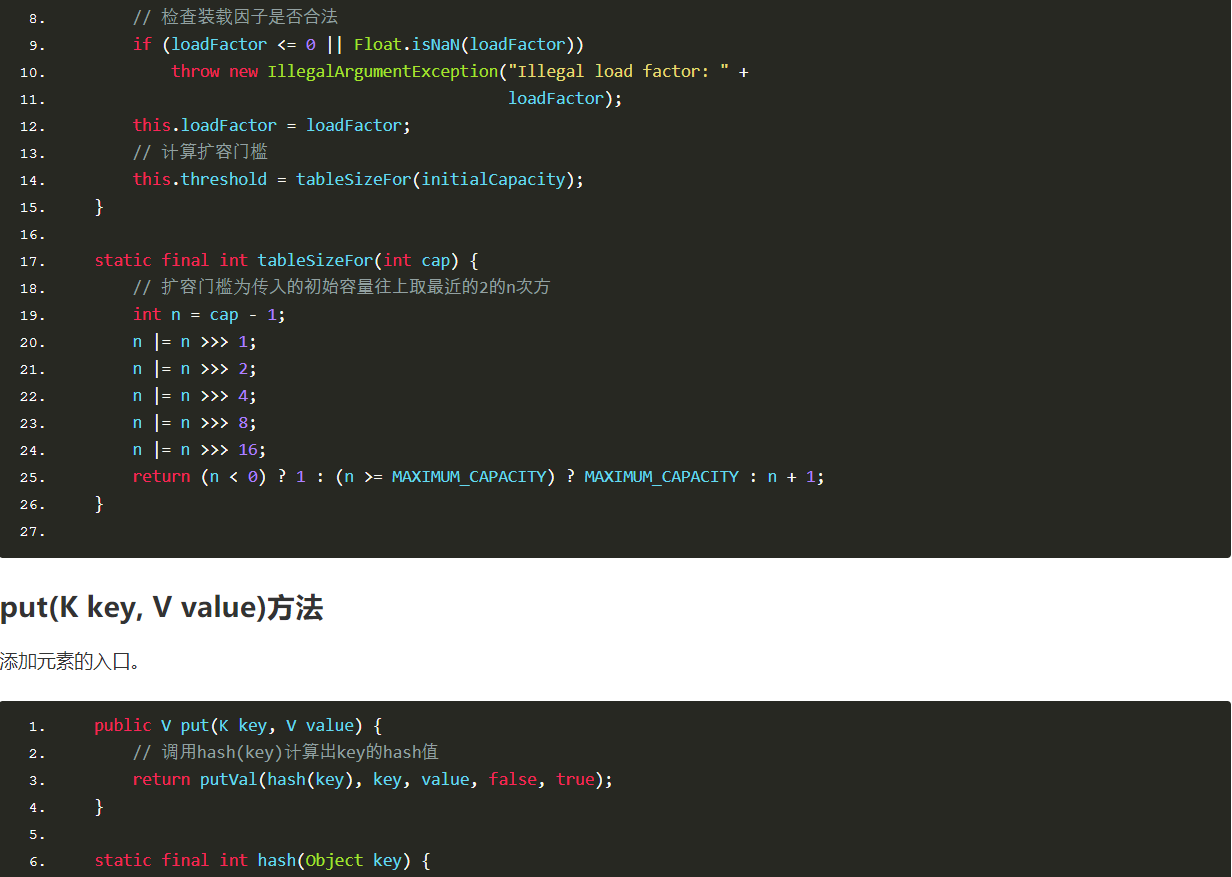 8. // 检查装载因子是否合法
9. if (loadFactor <= 0 || Float.isNaN(loadFactor))
10. throw new IllegalArgumentException("Illegal load factor: " +
11. loadFactor);
12. this.loadFactor = loadFactor;
13. // 计算扩容门槛
14. this.threshold = tableSizeFor(initialCapacity);
15. }
16.
17. static final int tableSizeFor(int cap) {
18. // 扩容门槛为传入的初始容量往上取最近的2的n次方
19. int n = cap - 1;
20. n |= n >>> 1;
21. n |= n >>> 2;
22. n |= n >>> 4;
23. n |= n >>> 8;
24. n |= n >>> 16;
25. return (n < 0) ? 1 : (n >= MAXIMUM_CAPACITY) ? MAXIMUM_CAPACITY : n + 1;
26. }
27.
put(K key, V value)方法
添加元素的入口。
1. public V put(K key, V value) {
2. // 调用hash(key)计算出key的hash值
3. return putVal(hash(key), key, value, false, true);
4. }
5.
6. static final int hash(Object key) {